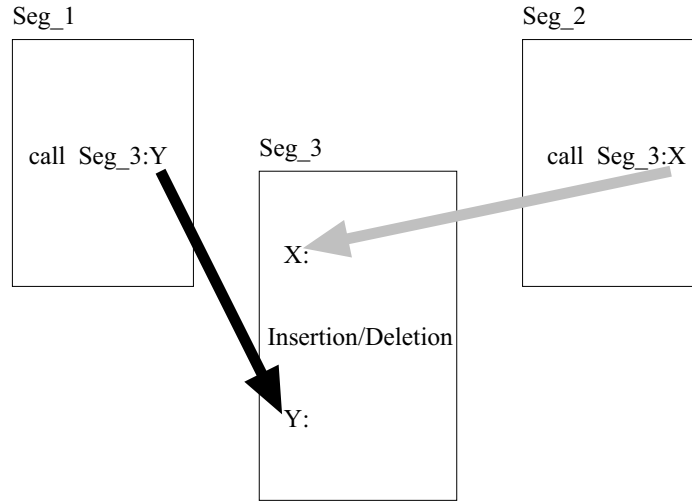 Seg_1
call Seg_3:Y
Seg_2
call Seg_3:X
Seg_3
X:
Insertion/Deletion
Y: